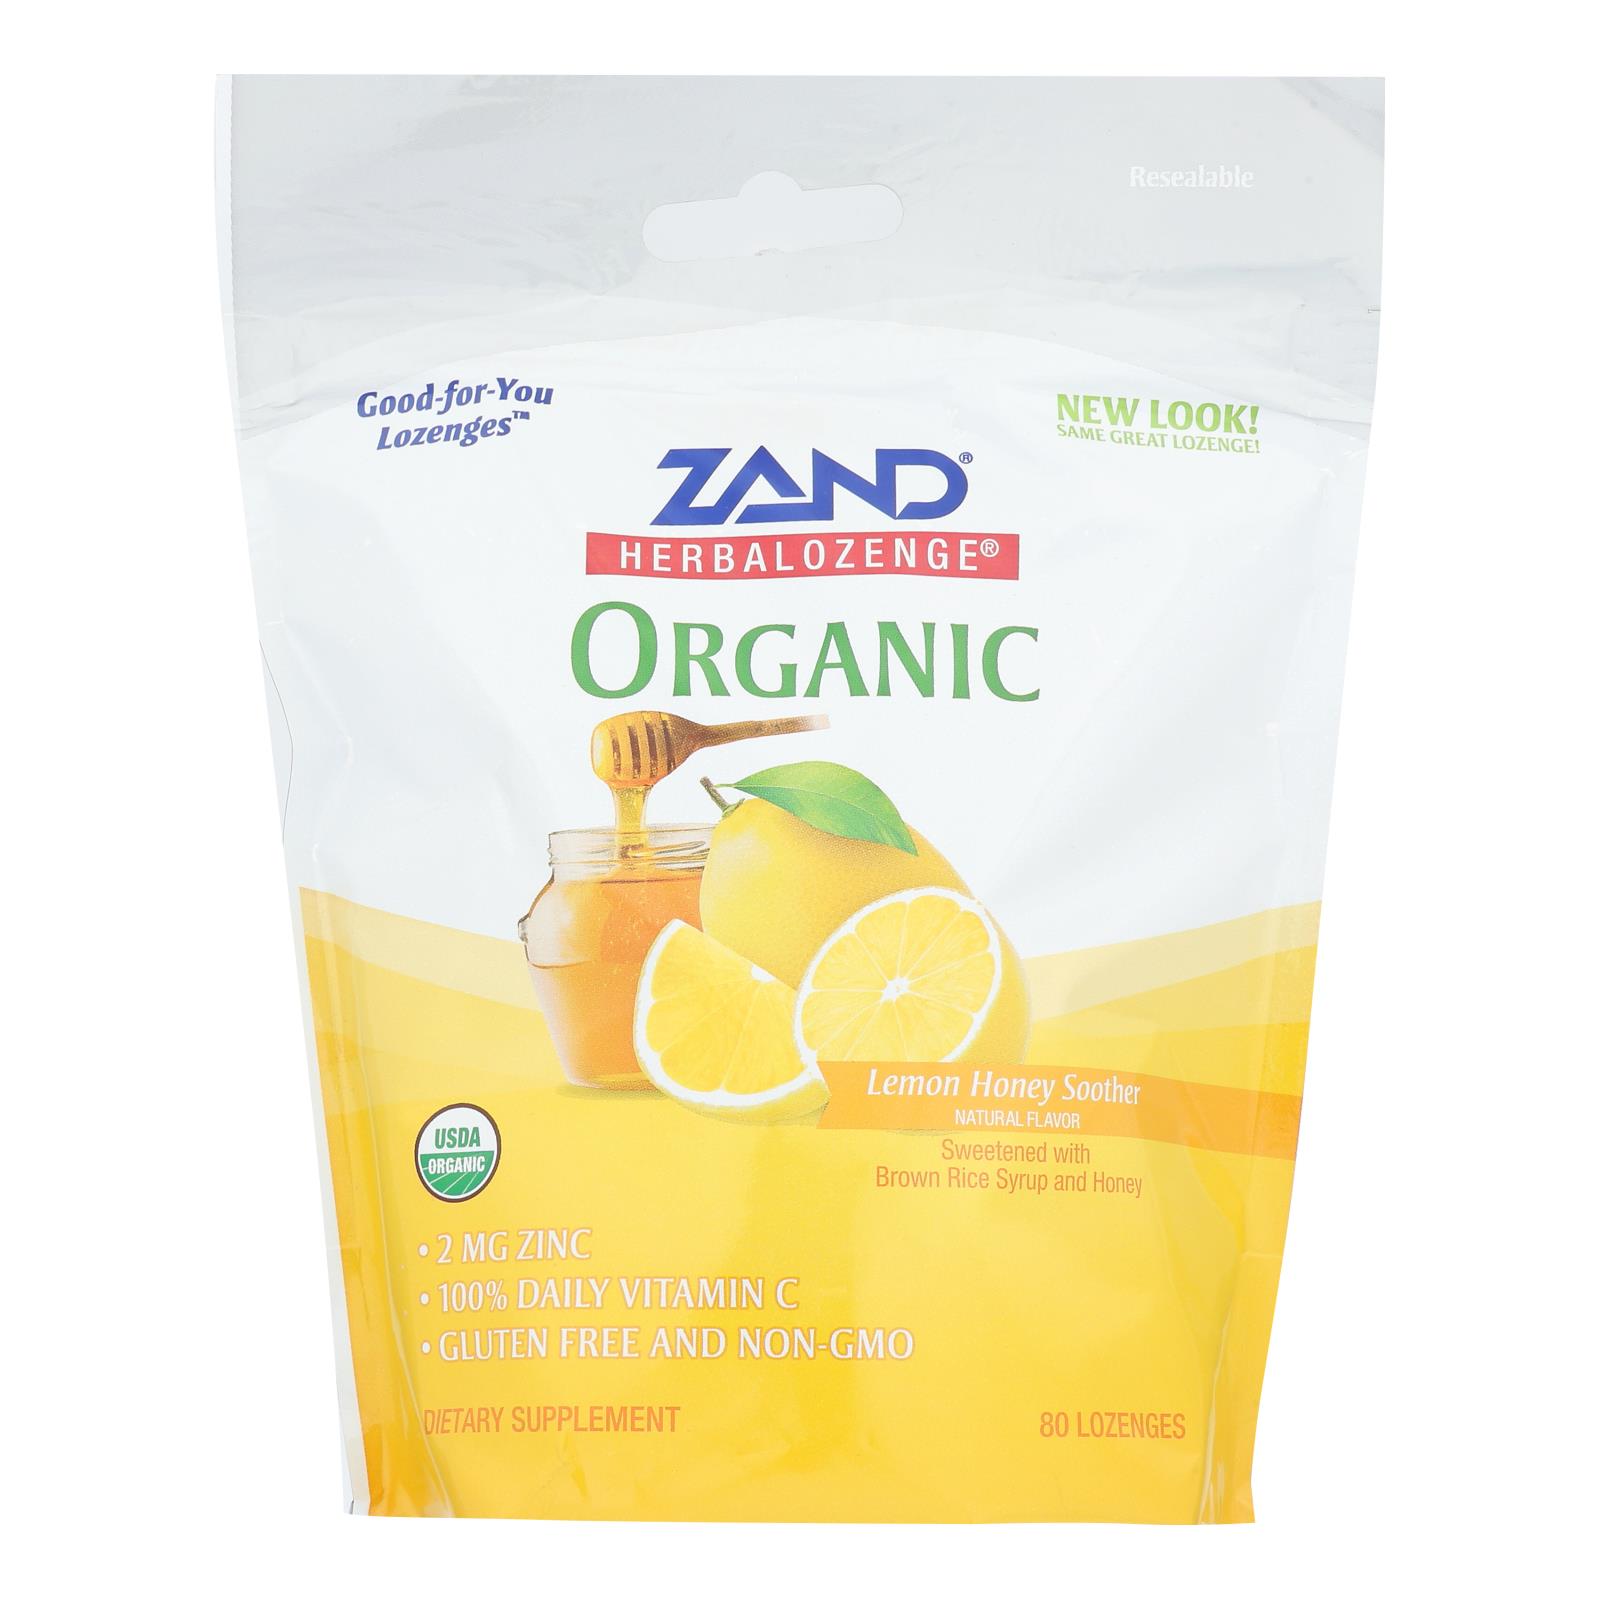 Resealable
Good-for-You
Lozenges™
NEW LOOK!
SAME GREAT LOZENGE!
ZAND®
HERBALOZENGE®
ORGANIC
Lemon Honey Soother
NATURAL FLAVOR
Sweetened with
Brown Rice Syrup and Honey
USDA
ORGANIC
• 2 MG ZINC
• 100% DAILY VITAMIN C
• GLUTEN FREE AND NON-GMO
DIETARY SUPPLEMENT
80 LOZENGES